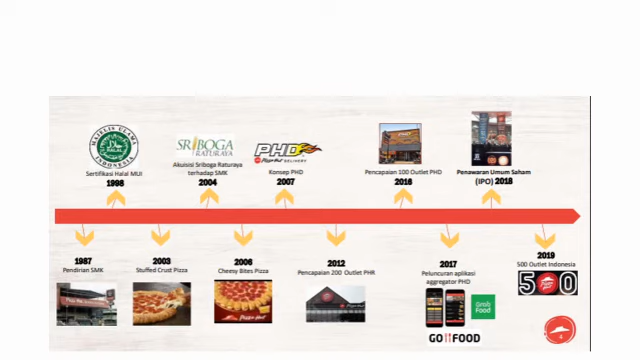 MAJELIS ULAMA
HALAL
INDONESIA
Sertifikasi Halal MUI
1998
SRIBOGA
RATURAYA
Akuisi Sriboga Raturaya
terhadap SMK
2004
PHD
Pizza Hut DELIVERY
Konsep PHD
2007
Pencapaian 100 Outlet PHD
2016
Penawaran Umum Saham
(IPO) 2018
1987
Pendirian SMK
2003
Stuffed Crust Pizza
2006
Cheesy Bites Pizza
Pizza Hut
2012
Pencapaian 200 Outlet PHR
2017
Peluncuran aplikasi
aggregator PHD
Grab
Food
GO FOOD
2019
500 Outlet Indonesia
500